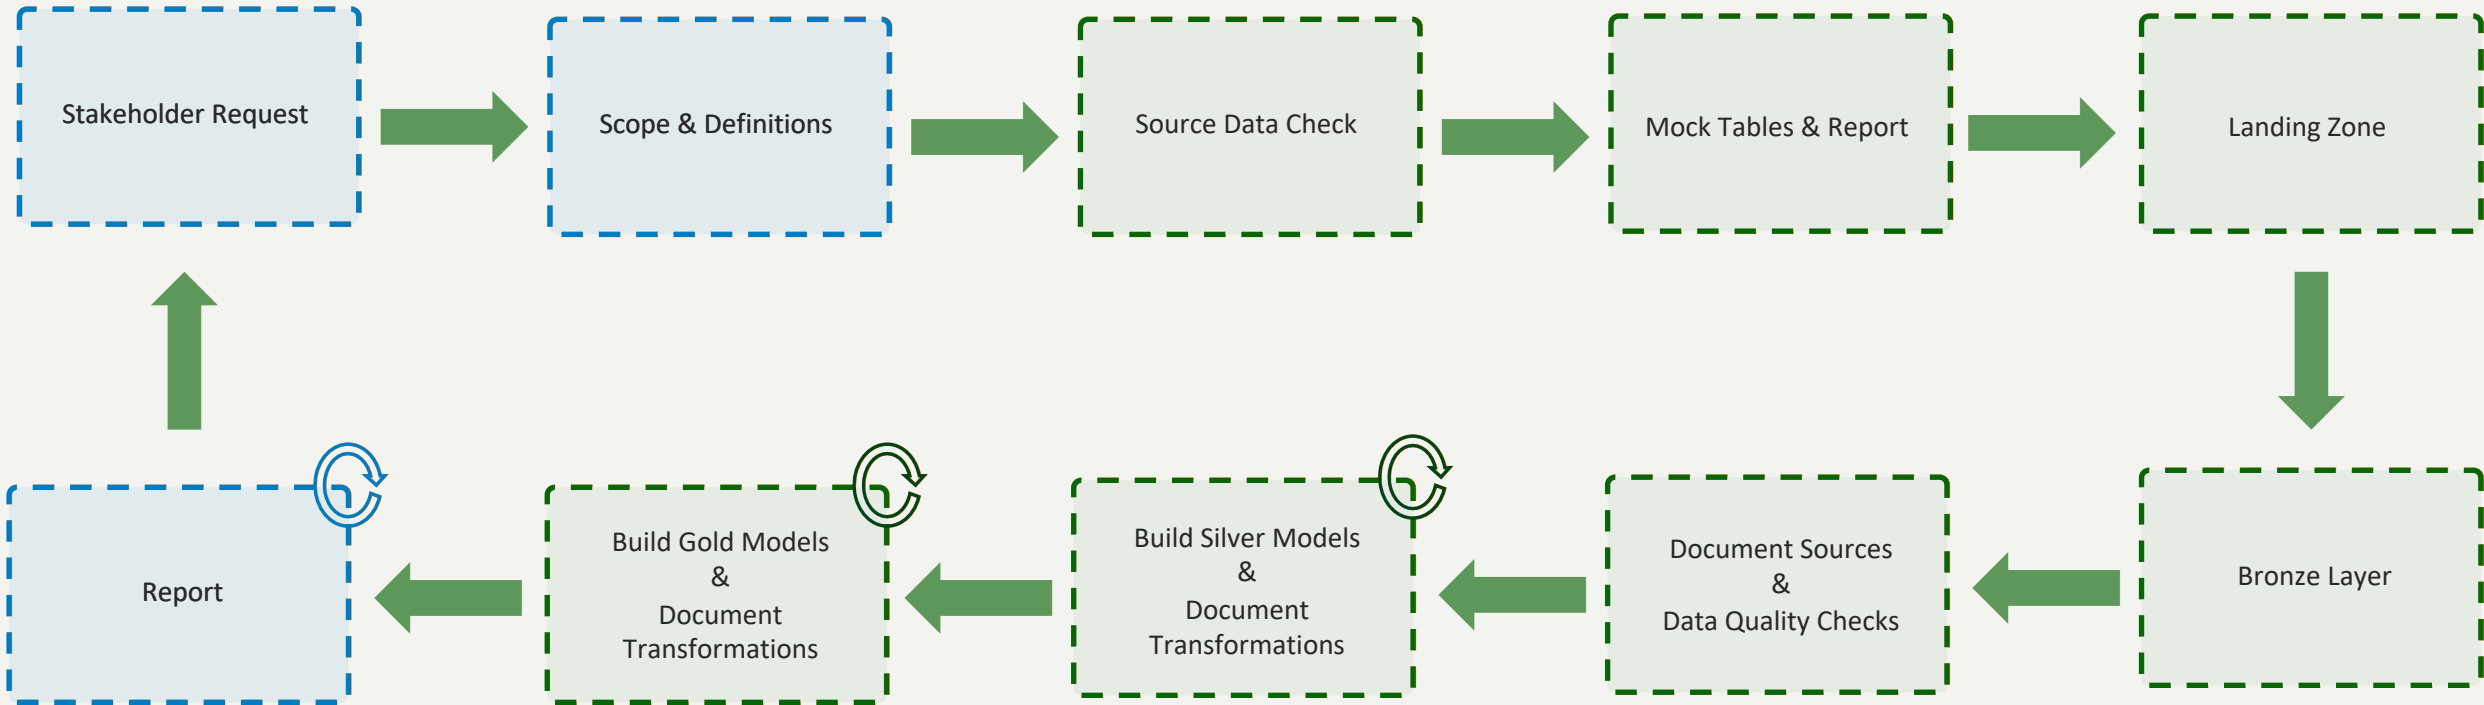 Stakeholder Request
Scope & Definitions
Source Data Check
Mock Tables & Report
Landing Zone
Report
Build Gold Models
&
Document
Transformations
Build Silver Models
&
Document
Transformations
Document Sources
&
Data Quality Checks
Bronze Layer